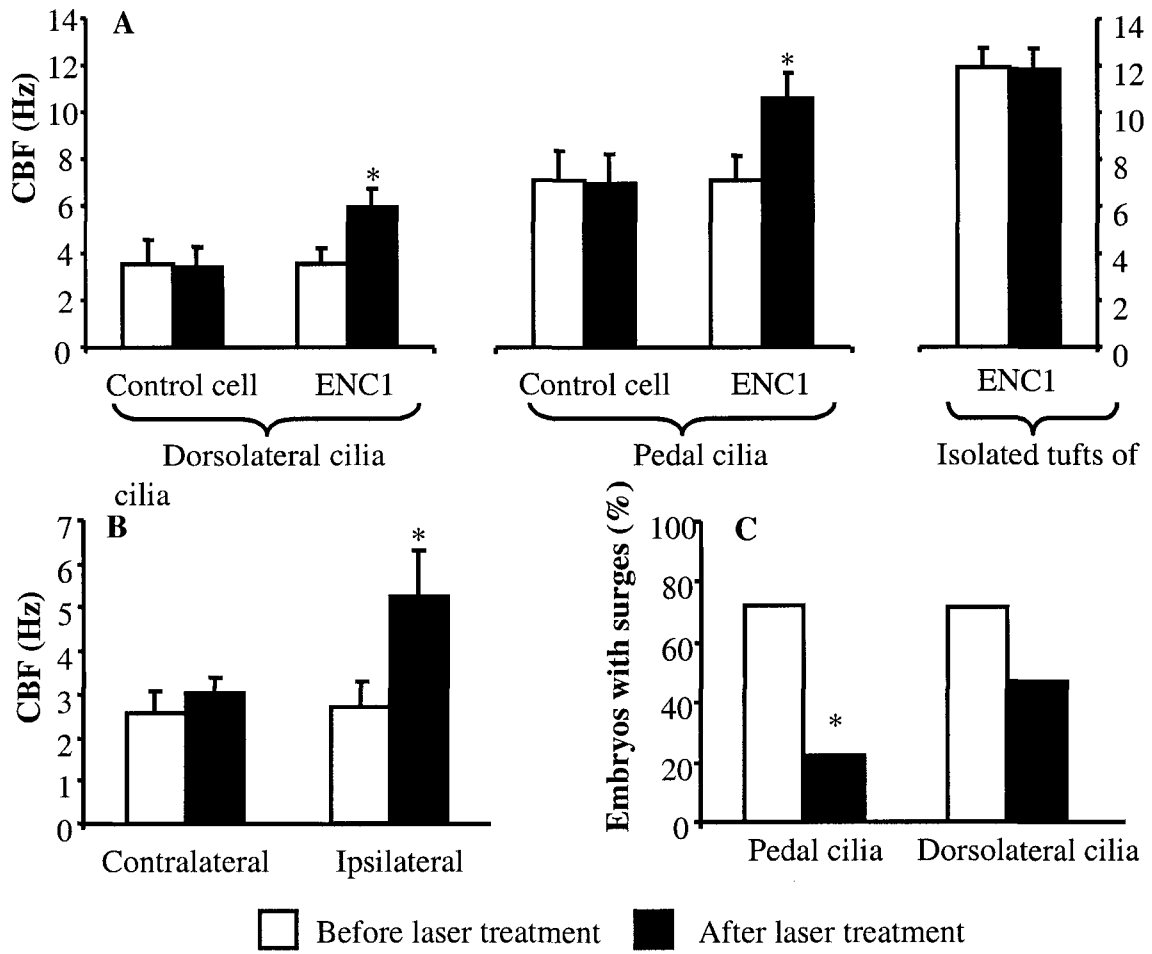 A
CBF (Hz)
14
12
10
8
6
4
2
0
*
*
14
12
10
8
6
4
2
0
Control cell
ENC1
Control cell
ENC1
ENC1
Dorsolateral cilia
Pedal cilia
Isolated tufts of
cilia
B
CBF (Hz)
7
6
5
4
3
2
1
0
*
Contralateral
Ipsilateral
C
Embryos with surges (%)
100
80
60
40
20
0
*
Pedal cilia
Dorsolateral cilia
Before laser treatment
After laser treatment